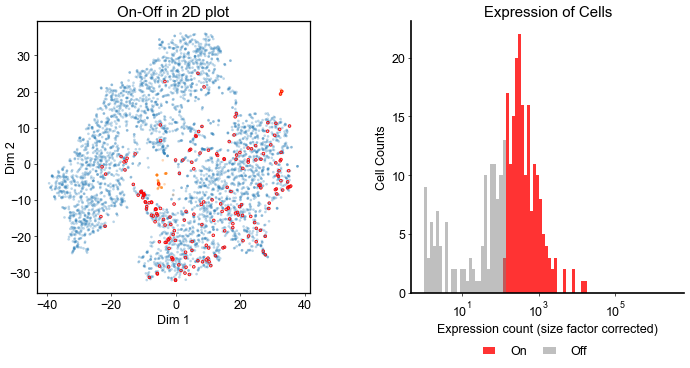 On-Off in 2D plot
Dim 2
30
20
10
0
−10
−20
−30
−40 −20 0 20 40
Dim 1
Expression of Cells
Cell Counts
20
15
10
5
0
10^1 10^3 10^5
Expression count (size factor corrected)
On Off